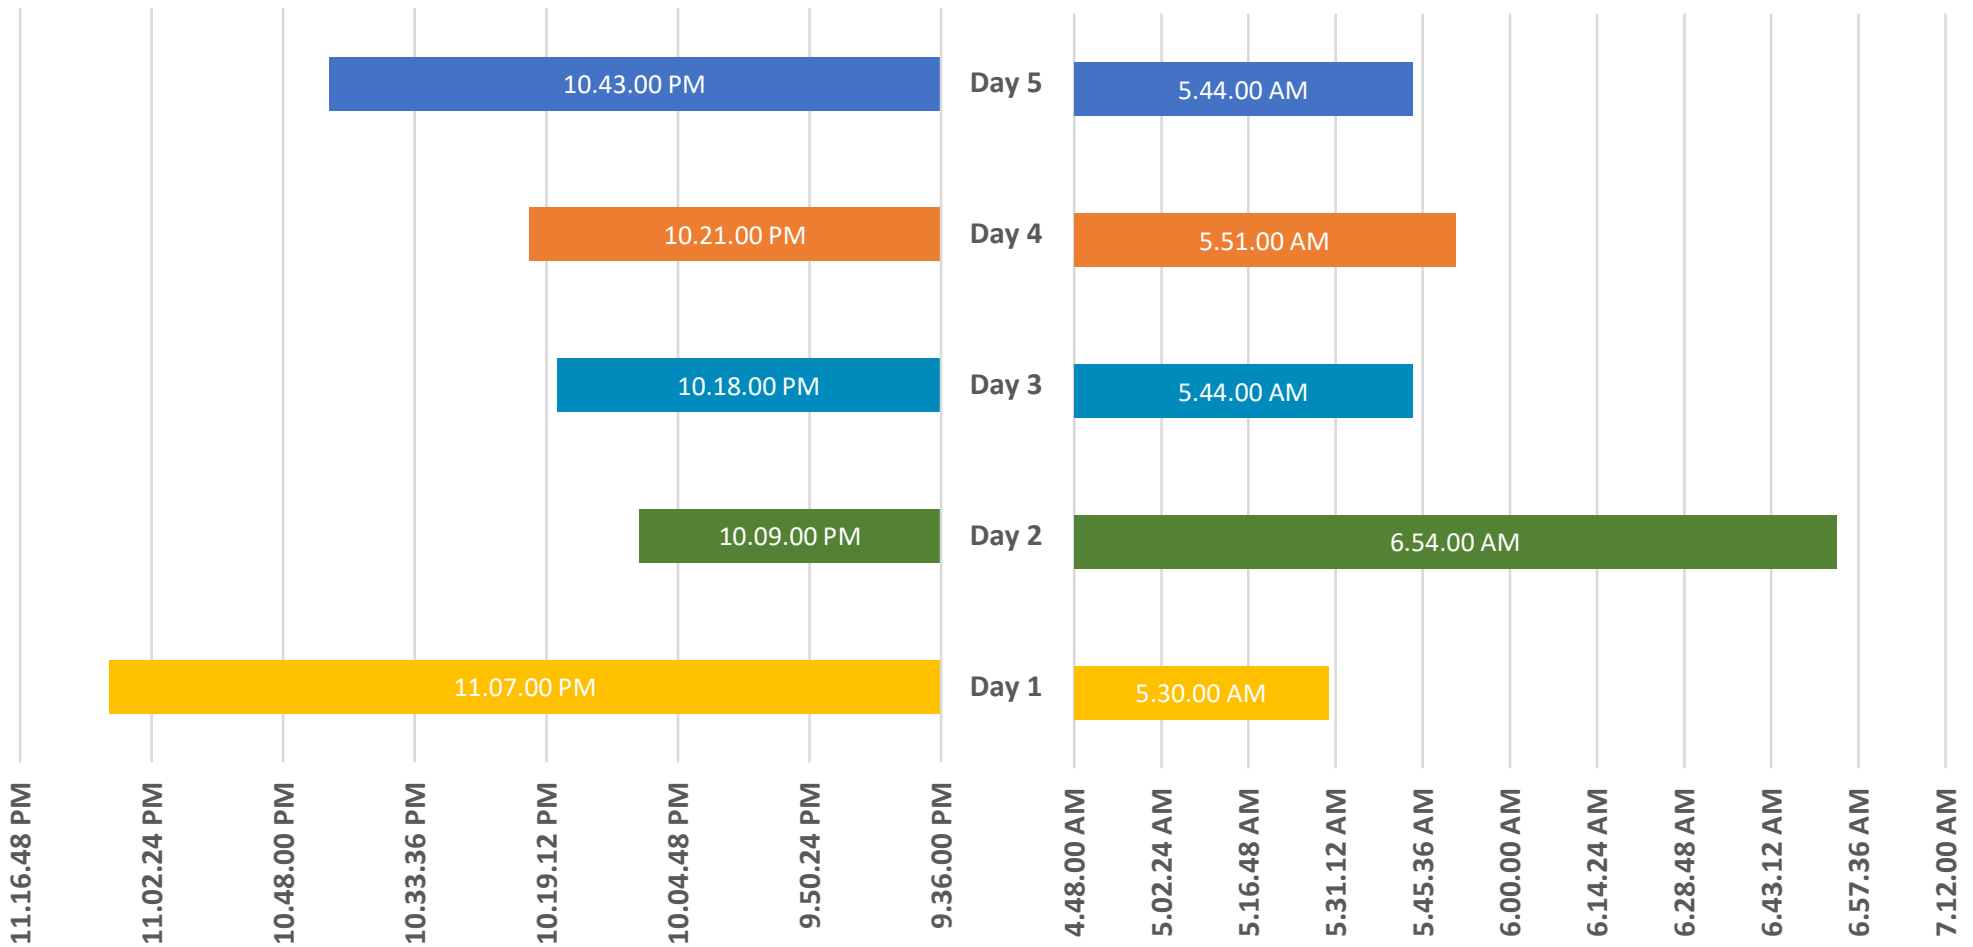 10.43.00 PM Day 5 5.44.00 AM
10.21.00 PM Day 4 5.51.00 AM
10.18.00 PM Day 3 5.44.00 AM
10.09.00 PM Day 2 6.54.00 AM
11.07.00 PM Day 1 5.30.00 AM
11.16.48 PM
11.02.24 PM
10.48.00 PM
10.33.36 PM
10.19.12 PM
10.04.48 PM
9.50.24 PM
9.36.00 PM
4.48.00 AM
5.02.24 AM
5.16.48 AM
5.31.12 AM
5.45.36 AM
6.00.00 AM
6.14.24 AM
6.28.48 AM
6.43.12 AM
6.57.36 AM
7.12.00 AM